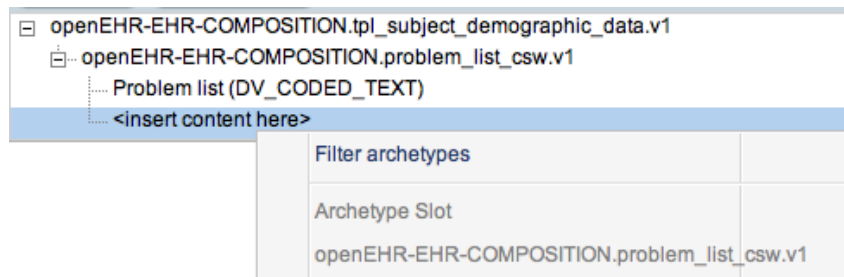 openEHR-EHR-COMPOSITION.tpl_subject_demographic_data.v1
openEHR-EHR-COMPOSITION.problem_list_csw.v1
Problem list (DV_CODED_TEXT)
<insert content here>
Filter archetypes
Archetype Slot
openEHR-EHR-COMPOSITION.problem_list_csw.v1